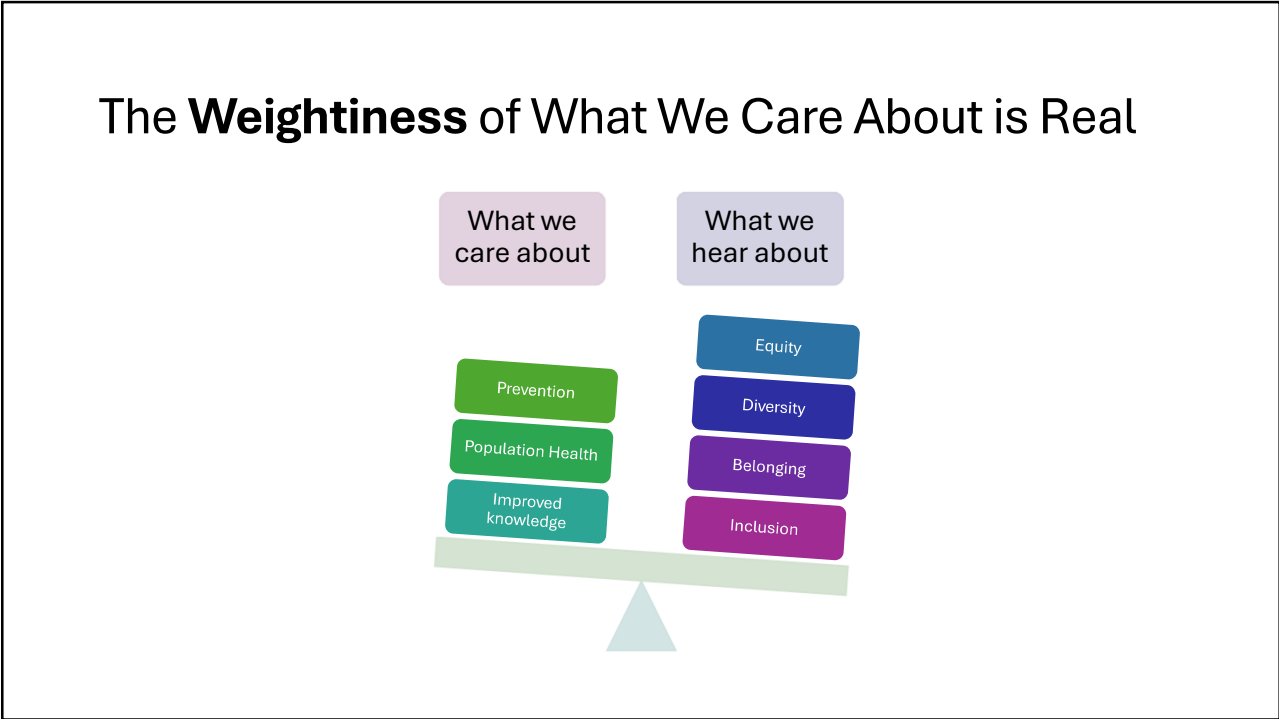 The Weightiness of What We Care About is Real
What we
care about
What we
hear about
Prevention
Population Health
Improved
knowledge
Equity
Diversity
Belonging
Inclusion